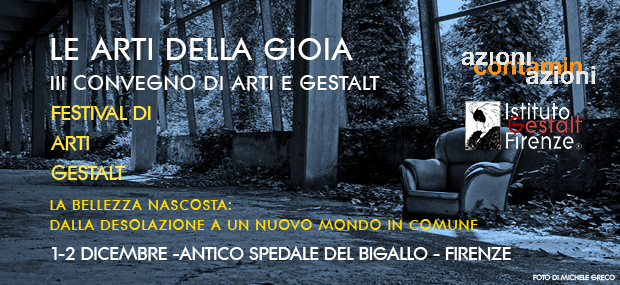 LE ARTI DELLA GIOIA
III CONVEGNO DI ARTI E GESTALT
FESTIVAL DI
ARTI
GESTALT
LA BELLEZZA NASCOSTA:
DALLA DESOLAZIONE A UN NUOVO MONDO IN COMUNE
1-2 DICEMBRE -ANTICO SPEDALE DEL BIGALLO - FIRENZE
azioni
contamin
azioni
Istituto
Gestalt
Firenze
FOTO DI MICHELE GRECO